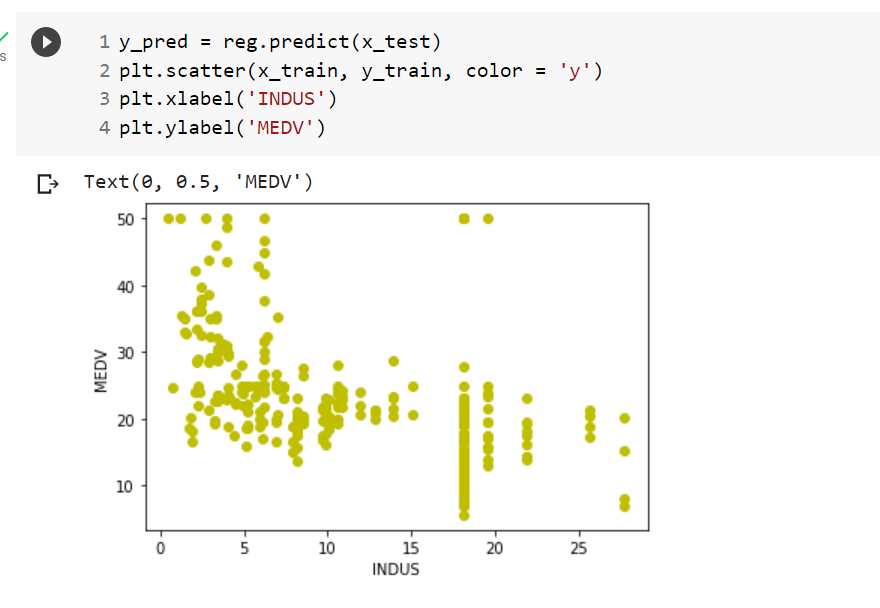 1 y_pred = reg.predict(x_test)
s
2 plt.scatter(x_train, y_train, color = 'y')
3 plt.xlabel('INDUS')
4 plt.ylabel('MEDV')
Text(0, 0.5, 'MEDV')
50
40
30
20
10
MEDV
0 5 10 15 20 25
INDUS